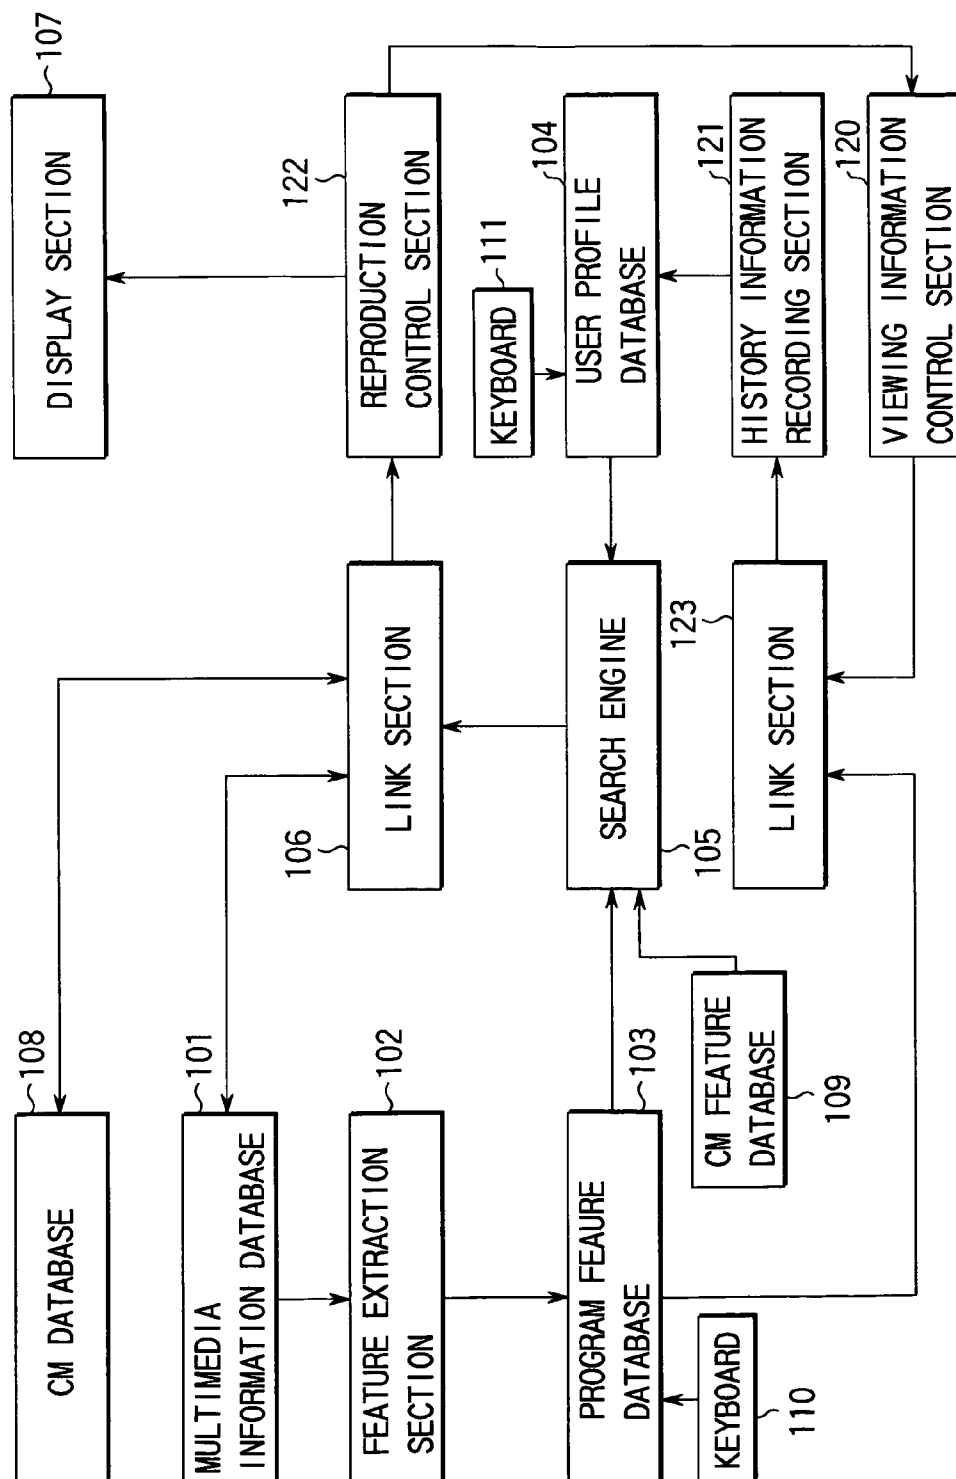 108
CM DATABASE
101
MULTIMEDIA
INFORMATION DATABASE
102
FEATURE EXTRACTION
SECTION
103
PROGRAM FEAURE
DATABASE
KEYBOARD
110
CM FEATURE
DATABASE
109
106
LINK SECTION
SEARCH ENGINE
105
123
LINK SECTION
107
DISPLAY SECTION
122
REPRODUCTION
CONTROL SECTION
111
KEYBOARD
104
USER PROFILE
DATABASE
121
HISTORY INFORMATION
RECORDING SECTION
120
VIEWING INFORMATION
CONTROL SECTION